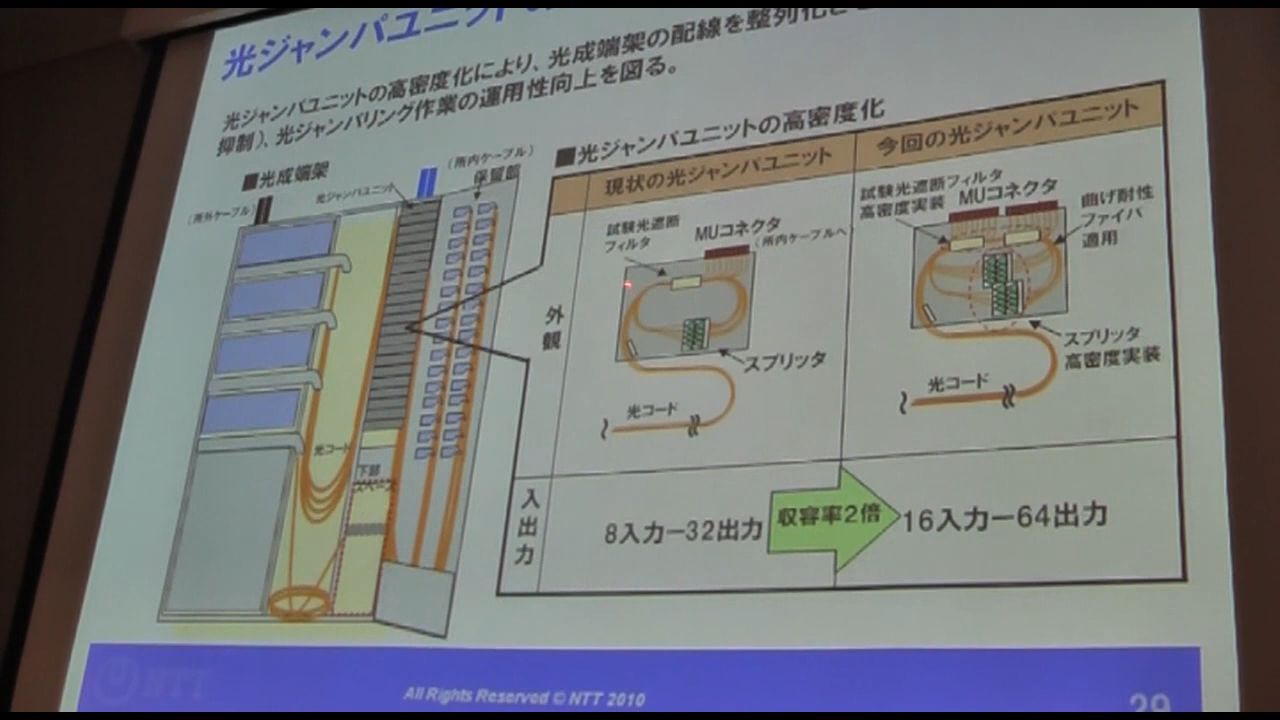 光ジャンパユニットの
光ジャンパユニットの高密度化により、光成端架の配線を整列化
抑制)、光ジャンパリング作業の運用性向上を図る。
■光成端架
(所外ケーブル)
光ジャンパユニット
(所内ケーブル)
保留部
光コード
下部
スペース
■光ジャンパユニットの高密度化
現状の光ジャンパユニット
今回の光ジャンパユニット
外観
試験光遮断
フィルタ
MUコネクタ
(所内ケーブルへ)
スプリッタ
光コード
試験光遮断フィルタ
高密度実装
MUコネクタ
曲げ耐性
ファイバ
適用
スプリッタ
高密度実装
光コード
入出力
8入力ー32出力
収容率2倍
16入力ー64出力
NTT
All Rights Reserved © NTT 2010
29